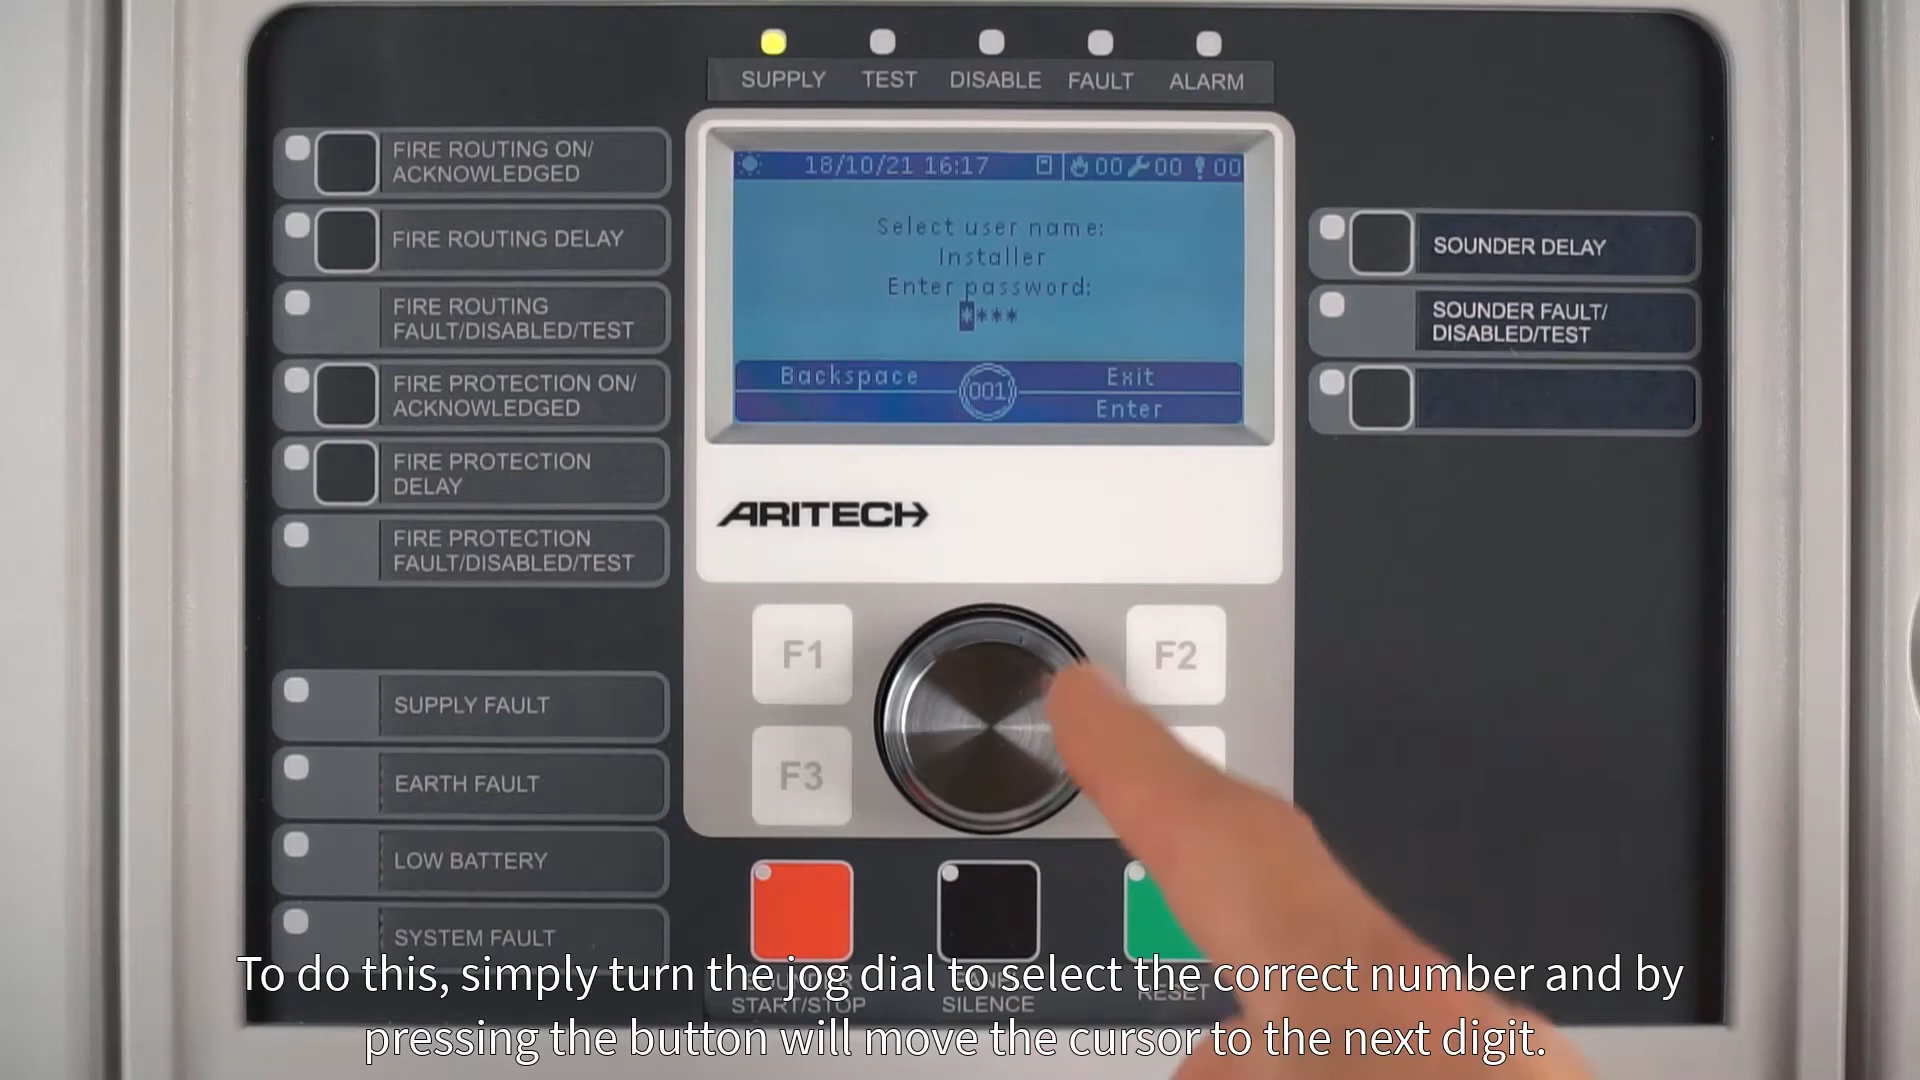 SUPPLY TEST DISABLE FAULT ALARM
FIRE ROUTING ON/
ACKNOWLEDGED
FIRE ROUTING DELAY
FIRE ROUTING
FAULT/DISABLED/TEST
FIRE PROTECTION ON/
ACKNOWLEDGED
FIRE PROTECTION
DELAY
FIRE PROTECTION
FAULT/DISABLED/TEST
SUPPLY FAULT
EARTH FAULT
LOW BATTERY
SYSTEM FAULT
18/10/21 16:17 00 00 00
Select user name:
Installer
Enter password:
****
Backspace 001 Exit
Enter
ARITECH
F1 F2
F3
START/STOP
SILENCE
RESET
SOUNDER DELAY
SOUNDER FAULT/
DISABLED/TEST
To do this, simply turn the jog dial to select the correct number and by
pressing the button will move the cursor to the next digit.